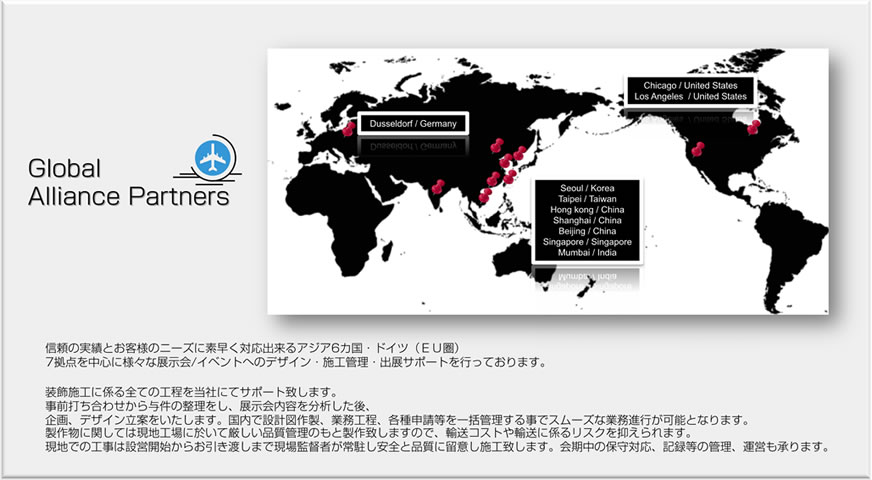 Global
Alliance Partners
Dusseldorf / Germany
Chicago / United States
Los Angeles / United States
Seoul / Korea
Taipei / Taiwan
Hong kong / China
Shanghai / China
Beijing / China
Singapore / Singapore
Mumbai / India
信頼の実績とお客様のニーズに素早く対応出来るアジア6カ国・ドイツ（ＥＵ圏）
7拠点を中心に様々な展示会/イベントへのデザイン・施工管理・出展サポートを行っております。
装飾施工に係る全ての工程を当社にてサポート致します。
事前打ち合わせから与件の整理をし、展示会内容を分析した後、
企画、デザイン立案をいたします。国内で設計図作製、業務工程、各種申請等を一括管理する事でスムーズな業務進行が可能となります。
製作物に関しては現地工場に於いて厳しい品質管理のもと製作致しますので、輸送コストや輸送に係るリスクを抑えられます。
現地での工事は設営開始からお引き渡しまで現場監督者が常駐し安全と品質に留意し施工致します。会期中の保守対応、記録等の管理、運営も承ります。